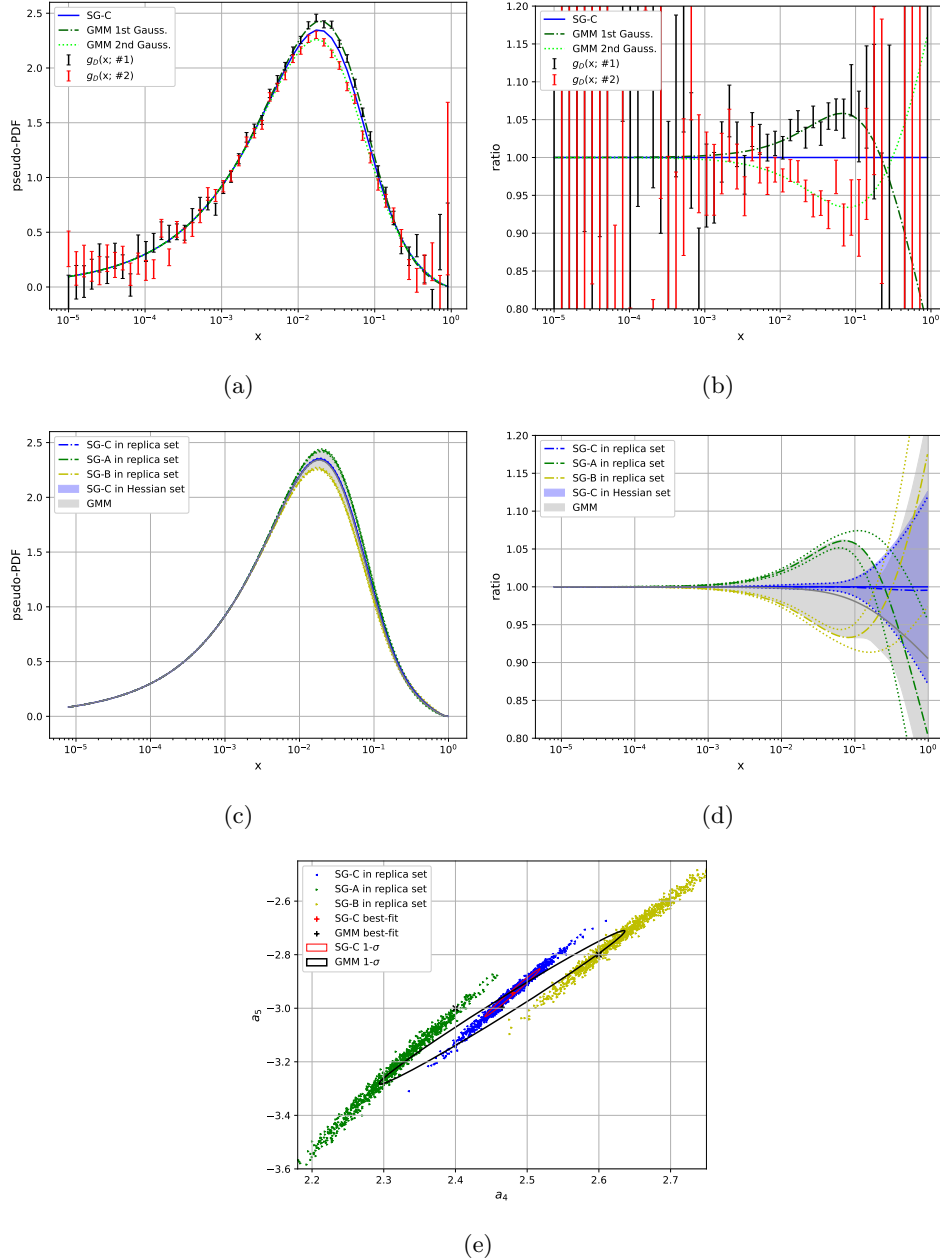 SG-C
GMM 1st Gauss.
GMM 2nd Gauss.
g_D(x; #1)
g_D(x; #2)
pseudo-PDF
2.5
2.0
1.5
1.0
0.5
0.0
10⁻⁵ 10⁻⁴ 10⁻³ 10⁻² 10⁻¹ 10⁰
x
(a)
SG-C
GMM 1st Gauss.
GMM 2nd Gauss.
g_D(x; #1)
g_D(x; #2)
ratio
1.20
1.15
1.10
1.05
1.00
0.95
0.90
0.85
0.80
10⁻⁵ 10⁻⁴ 10⁻³ 10⁻² 10⁻¹ 10⁰
x
(b)
SG-C in replica set
SG-A in replica set
SG-B in replica set
SG-C in Hessian set
GMM
pseudo-PDF
2.5
2.0
1.5
1.0
0.5
0.0
10⁻⁵ 10⁻⁴ 10⁻³ 10⁻² 10⁻¹ 10⁰
x
(c)
SG-C in replica set
SG-A in replica set
SG-B in replica set
SG-C in Hessian set
GMM
ratio
1.20
1.15
1.10
1.05
1.00
0.95
0.90
0.85
0.80
10⁻⁵ 10⁻⁴ 10⁻³ 10⁻² 10⁻¹ 10⁰
x
(d)
SG-C in replica set
SG-A in replica set
SG-B in replica set
SG-C best-fit
GMM best-fit
SG-C 1-σ
GMM 1-σ
a₅
−2.6
−2.8
−3.0
−3.2
−3.4
−3.6
2.2 2.3 2.4 2.5 2.6 2.7
a₄
(e)